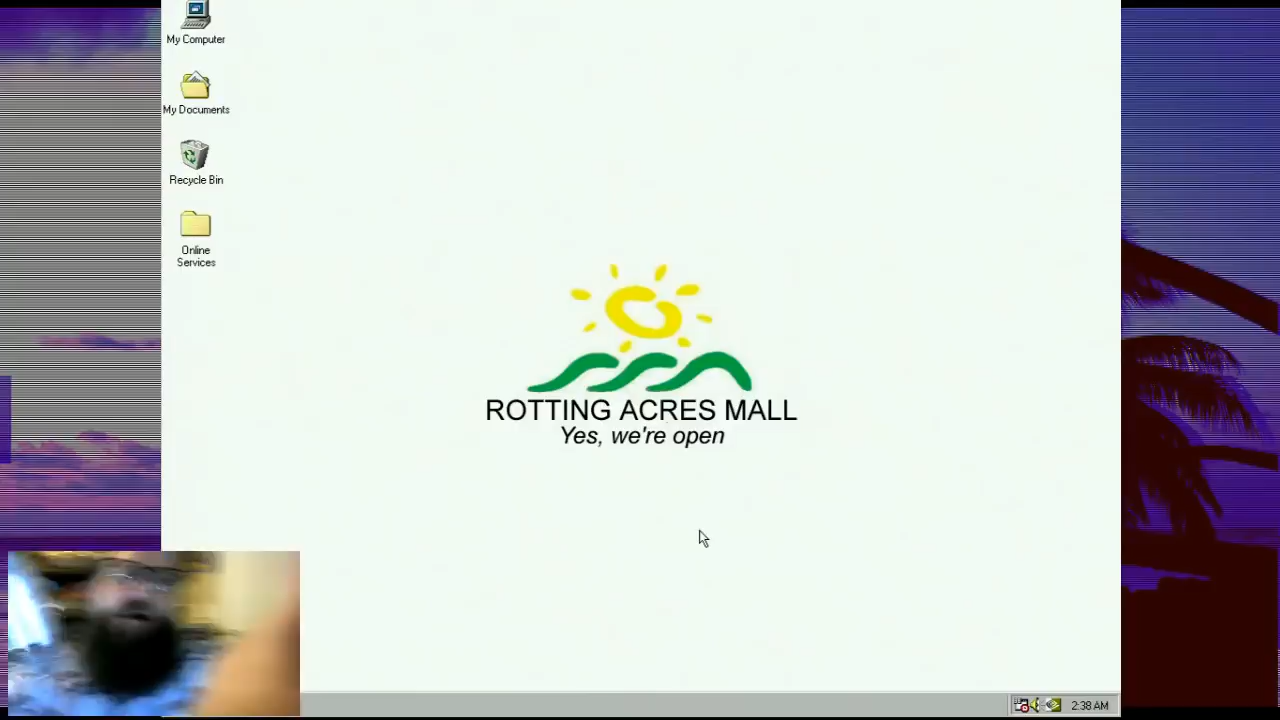 My Computer
My Documents
Recycle Bin
Online
Services
ROTTING ACRES MALL
Yes, we're open
2:38 AM